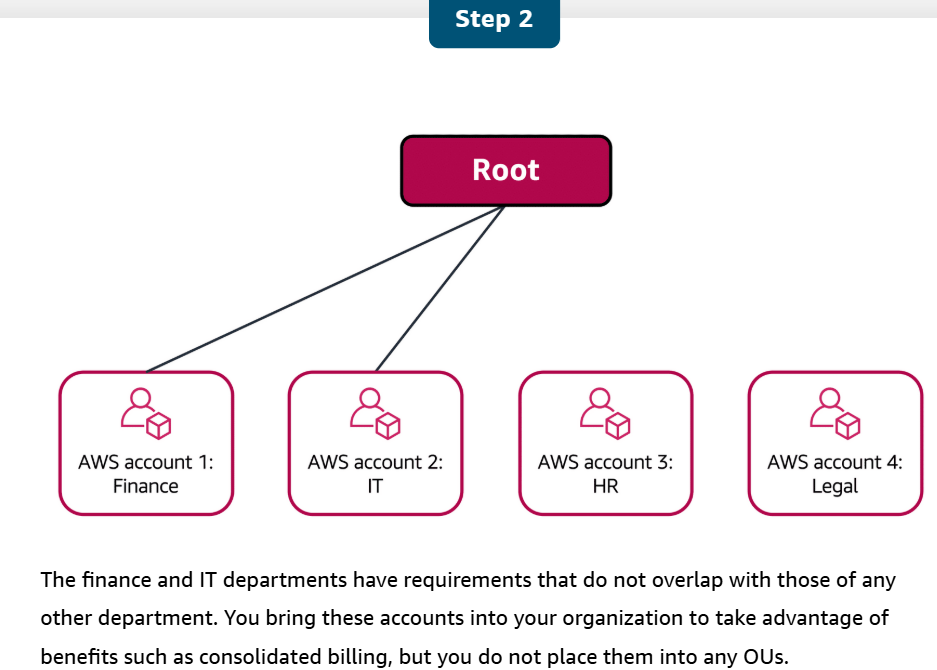 Step 2
Root
AWS account 1:
Finance
AWS account 2:
IT
AWS account 3:
HR
AWS account 4:
Legal
The finance and IT departments have requirements that do not overlap with those of any
other department. You bring these accounts into your organization to take advantage of
benefits such as consolidated billing, but you do not place them into any OUs.